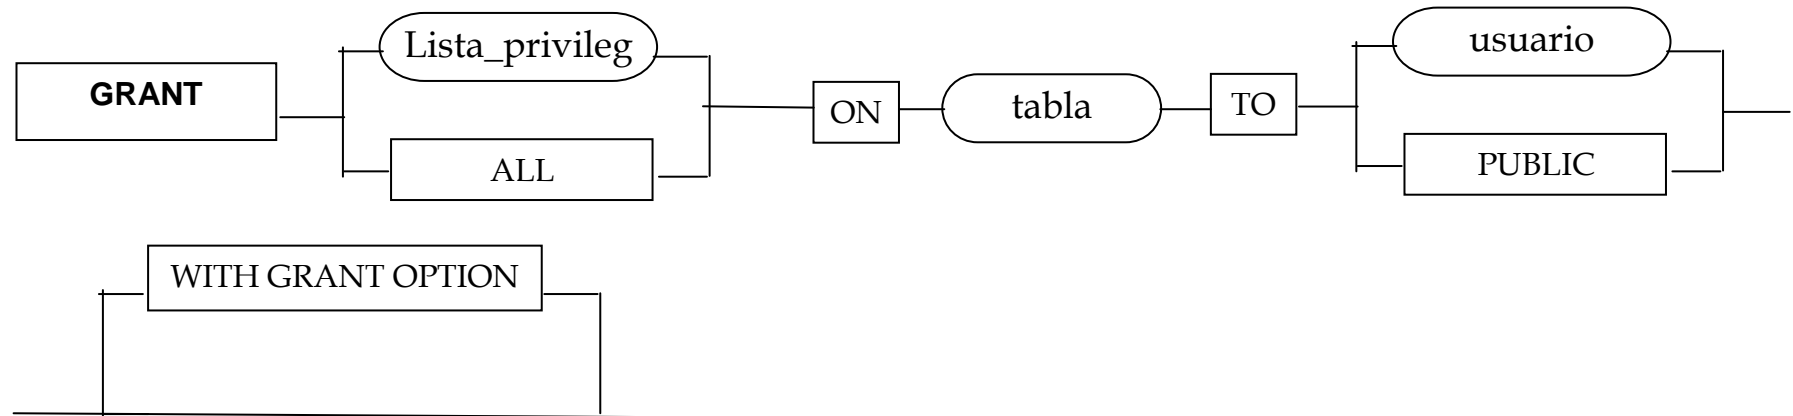 GRANT
Lista_privileg
ALL
ON
tabla
TO
usuario
PUBLIC
WITH GRANT OPTION